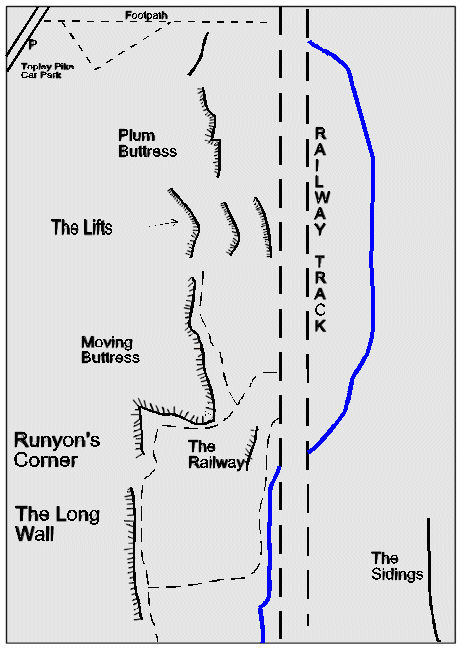 Footpath
P
Topley Pike
Car Park
Plum
Buttress
The Lifts
RAILWAY TRACK
Moving
Buttress
Runyon's
Corner
The
Railway
The Long
Wall
The
Sidings